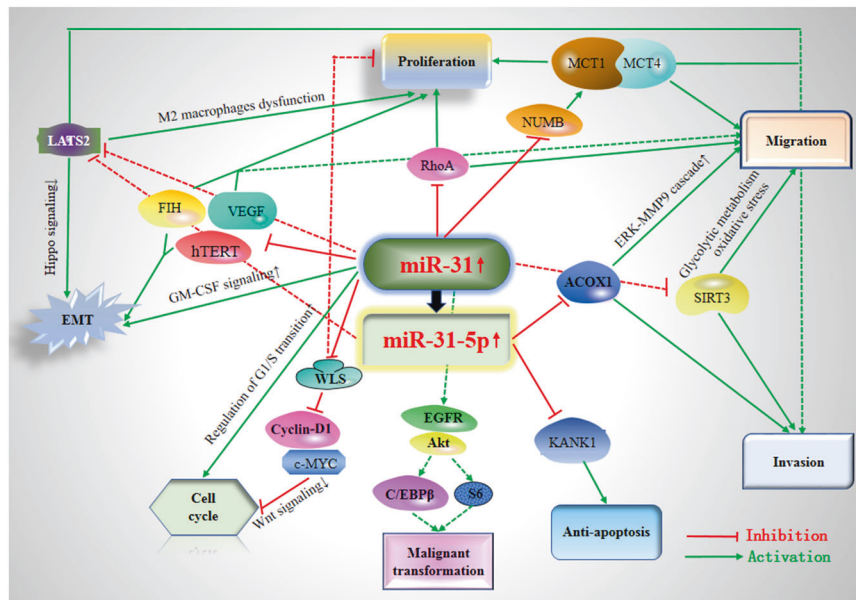 Proliferation
MCT1
MCT4
M2 macrophages dysfunction
LATS2
NUMB
Migration
RhoA
FIH
VEGF
hTERT
Hippo signaling↓
ERK-MMP9 cascade↑
Glycolytic metabolism
oxidative stress
miR-31↑
ACOX1
SIRT3
GM-CSF signaling↑
EMT
miR-31-5p↑
Regulation of G1/S transition↑
WLS
EGFR
Akt
Cyclin-D1
c-MYC
KANK1
Invasion
C/EBPβ
S6
Cell
cycle
Wnt signaling↓
Anti-apoptosis
Malignant
transformation
Inhibition
Activation